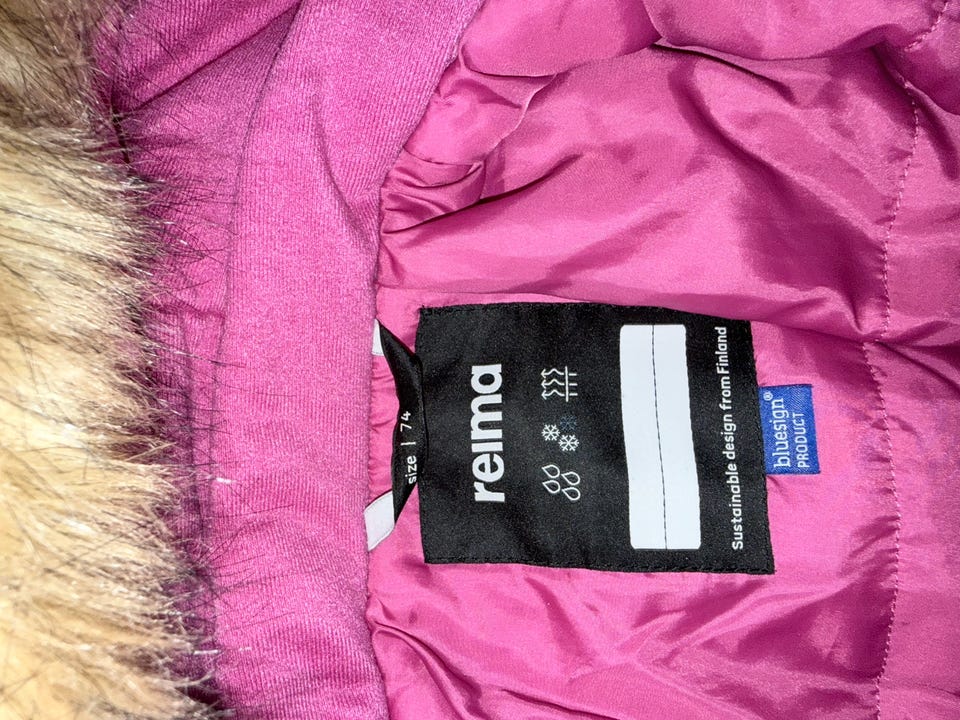 size | 74
reima
Sustainable design from Finland
bluesign®
PRODUCT